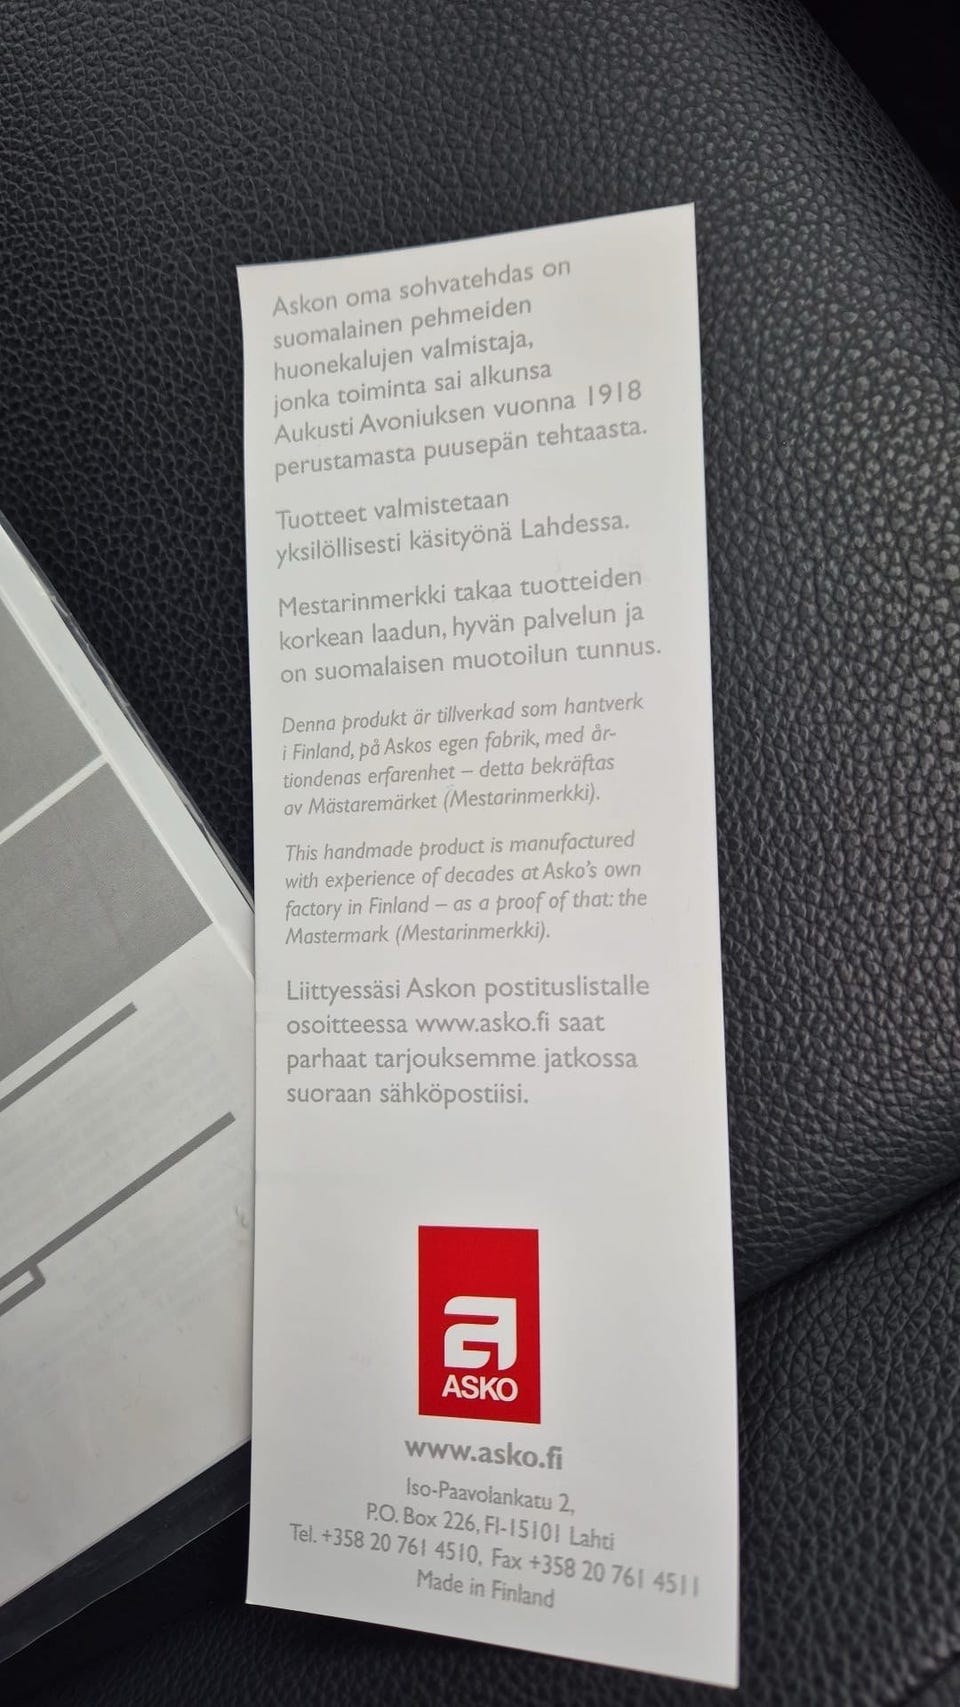 Askon oma sohvatehdas on
suomalainen pehmeiden
huonekalujen valmistaja,
jonka toiminta sai alkunsa
Aukusti Avoniuksen vuonna 1918
perustamasta puusepän tehtaasta.
Tuotteet valmistetaan
yksilöllisesti käsityönä Lahdessa.
Mestarinmerkki takaa tuotteiden
korkean laadun, hyvän palvelun ja
on suomalaisen muotoilun tunnus.
Denna produkt är tillverkad som hantverk
i Finland, på Askos egen fabrik, med år-
tiondenas erfarenhet – detta bekräftas
av Mästaremärket (Mestarinmerkki).
This handmade product is manufactured
with experience of decades at Asko's own
factory in Finland – as a proof of that: the
Mastermark (Mestarinmerkki).
Liittyessäsi Askon postituslistalle
osoitteessa www.asko.fi saat
parhaat tarjouksemme jatkossa
suoraan sähköpostiisi.
a
ASKO
www.asko.fi
Iso-Paavolankatu 2,
P.O. Box 226, FI-15101 Lahti
Tel. +358 20 761 4510, Fax +358 20 761 4511
Made in Finland